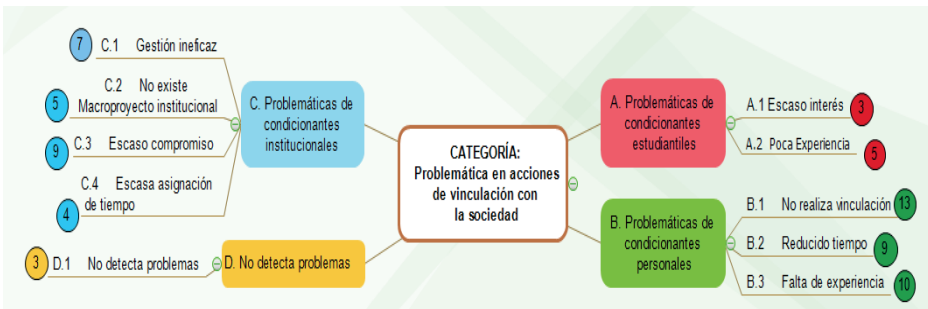 CATEGORÍA:
Problemática en acciones
de vinculación con
la sociedad
A. Problemáticas de
condicionantes
estudiantiles
A.1 Escaso interés 3
A.2 Poca Experiencia 5
B. Problemáticas de
condicionantes
personales
B.1 No realiza vinculación 13
B.2 Reducido tiempo 9
B.3 Falta de experiencia 10
C. Problemáticas de
condicionantes
institucionales
7 C.1 Gestión ineficaz
C.2 No existe
5 Macroproyecto institucional
9 C.3 Escaso compromiso
C.4 Escasa asignación
de tiempo
4
D. No detecta problemas
3 D.1 No detecta problemas